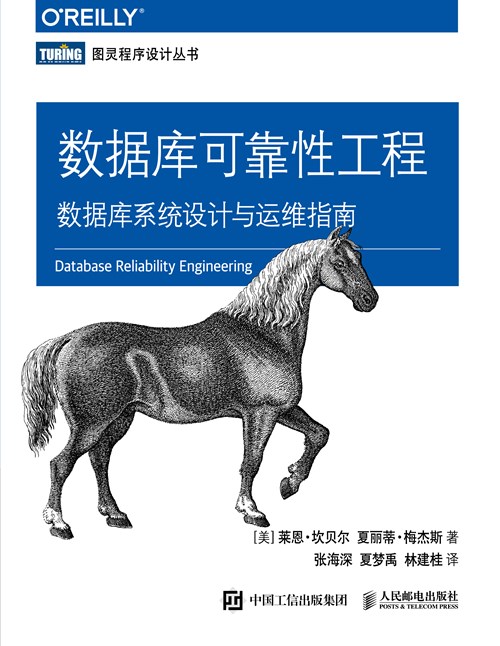 O'REILLY®
TURING 图灵程序设计丛书
数据库可靠性工程
数据库系统设计与运维指南
Database Reliability Engineering
[美] 莱恩·坎贝尔 夏丽蒂·梅杰斯 著
张海深 夏梦禹 林建桂 译
中国工信出版集团 人民邮电出版社
POSTS & TELECOM PRESS